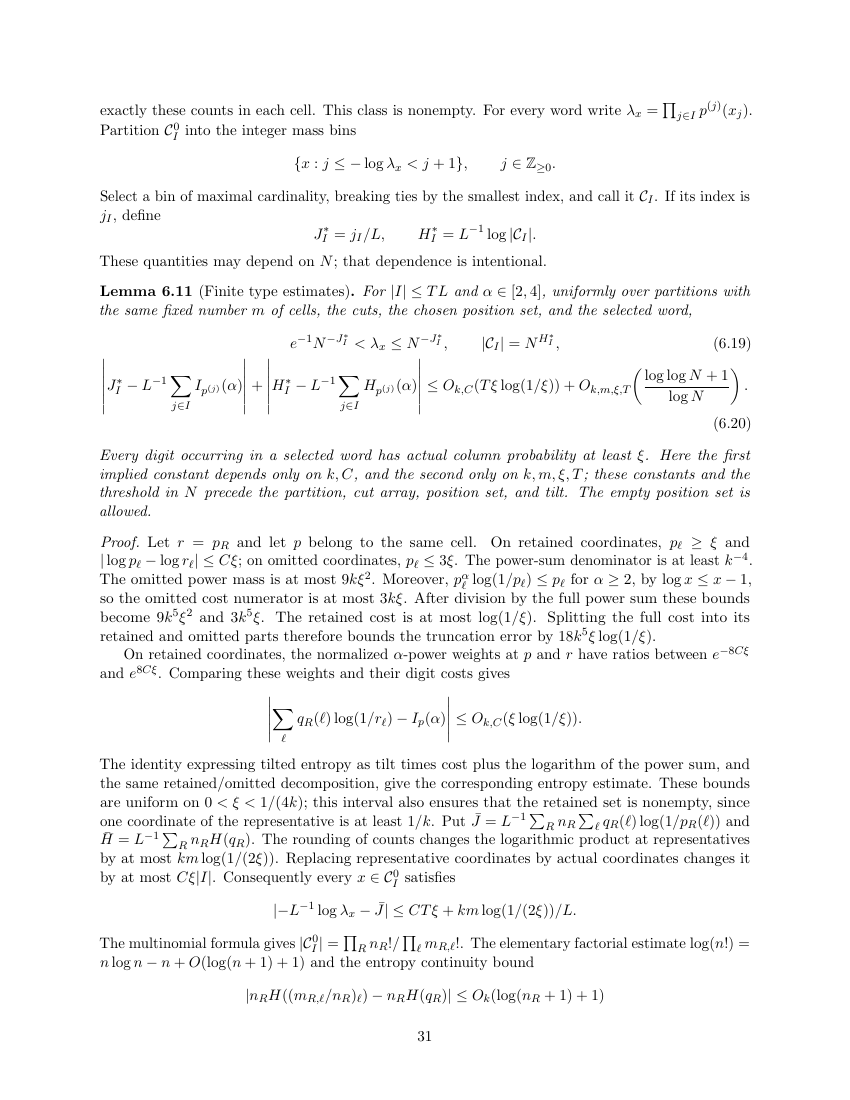 exactly these counts in each cell. This class is nonempty. For every word write λ_x = ∏_{j∈I} p^{(j)}(x_j).
Partition 𝒞_I^0 into the integer mass bins
{x : j ≤ − log λ_x < j + 1},  j ∈ ℤ_{≥0}.
Select a bin of maximal cardinality, breaking ties by the smallest index, and call it 𝒞_I. If its index is
j_I, define
J_I^* = j_I/L,  H_I^* = L^{−1} log |𝒞_I|.
These quantities may depend on N; that dependence is intentional.
Lemma 6.11 (Finite type estimates). For |I| ≤ TL and α ∈ [2, 4], uniformly over partitions with
the same fixed number m of cells, the cuts, the chosen position set, and the selected word,
e^{−1}N^{−J_I^*} < λ_x ≤ N^{−J_I^*},  |𝒞_I| = N^{H_I^*},  (6.19)
|J_I^* − L^{−1} ∑_{j∈I} I_{p^{(j)}}(α)| + |H_I^* − L^{−1} ∑_{j∈I} H_{p^{(j)}}(α)| ≤ O_{k,C}(Tξ log(1/ξ)) + O_{k,m,ξ,T}((log log N + 1)/(log N)).
(6.20)
Every digit occurring in a selected word has actual column probability at least ξ. Here the first
implied constant depends only on k, C, and the second only on k, m, ξ, T; these constants and the
threshold in N precede the partition, cut array, position set, and tilt. The empty position set is
allowed.
Proof. Let r = p_R and let p belong to the same cell. On retained coordinates, p_ℓ ≥ ξ and
|log p_ℓ − log r_ℓ| ≤ Cξ; on omitted coordinates, p_ℓ ≤ 3ξ. The power-sum denominator is at least k^{−4}.
The omitted power mass is at most 9kξ^2. Moreover, p_ℓ^α log(1/p_ℓ) ≤ p_ℓ for α ≥ 2, by log x ≤ x − 1,
so the omitted cost numerator is at most 3kξ. After division by the full power sum these bounds
become 9k^5ξ^2 and 3k^5ξ. The retained cost is at most log(1/ξ). Splitting the full cost into its
retained and omitted parts therefore bounds the truncation error by 18k^5ξ log(1/ξ).
On retained coordinates, the normalized α-power weights at p and r have ratios between e^{−8Cξ}
and e^{8Cξ}. Comparing these weights and their digit costs gives
|∑_ℓ q_R(ℓ) log(1/r_ℓ) − I_p(α)| ≤ O_{k,C}(ξ log(1/ξ)).
The identity expressing tilted entropy as tilt times cost plus the logarithm of the power sum, and
the same retained/omitted decomposition, give the corresponding entropy estimate. These bounds
are uniform on 0 < ξ < 1/(4k); this interval also ensures that the retained set is nonempty, since
one coordinate of the representative is at least 1/k. Put J̄ = L^{−1} ∑_R n_R ∑_ℓ q_R(ℓ) log(1/p_R(ℓ)) and
H̄ = L^{−1} ∑_R n_R H(q_R). The rounding of counts changes the logarithmic product at representatives
by at most km log(1/(2ξ)). Replacing representative coordinates by actual coordinates changes it
by at most Cξ|I|. Consequently every x ∈ 𝒞_I^0 satisfies
|−L^{−1} log λ_x − J̄| ≤ CTξ + km log(1/(2ξ))/L.
The multinomial formula gives |𝒞_I^0| = ∏_R n_R!/ ∏_ℓ m_{R,ℓ}!. The elementary factorial estimate log(n!) =
n log n − n + O(log(n + 1) + 1) and the entropy continuity bound
|n_R H((m_{R,ℓ}/n_R)_ℓ) − n_R H(q_R)| ≤ O_k(log(n_R + 1) + 1)
31